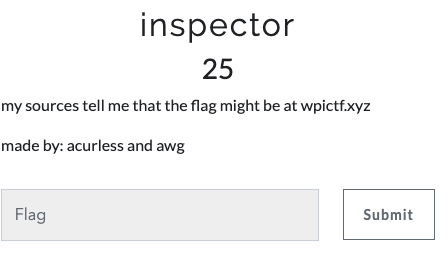 inspector
25
my sources tell me that the flag might be at wpictf.xyz
made by: acurless and awg
Flag
Submit